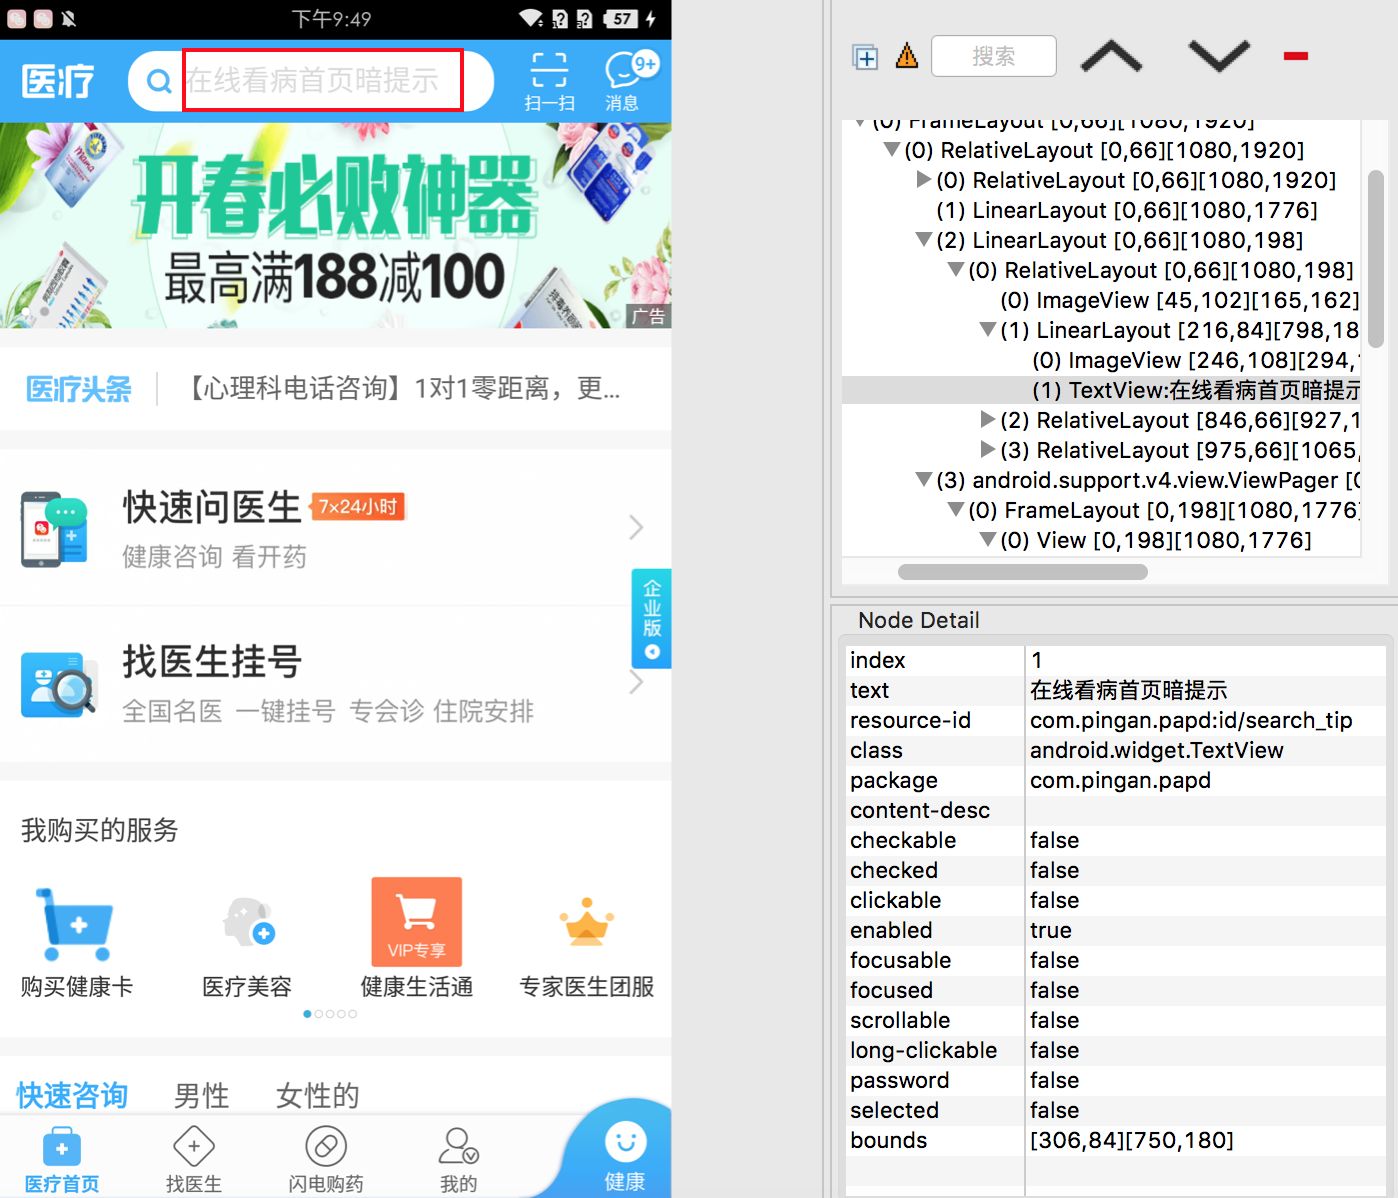 下午9:49
57
医疗
在线看病首页暗提示
扫一扫
消息
9+
开春必败神器
最高满188减100
广告
医疗头条
【心理科电话咨询】1对1零距离，更...
快速问医生
7×24小时
健康咨询 看开药
企业版
找医生挂号
全国名医 一键挂号 专会诊 住院安排
我购买的服务
VIP专享
购买健康卡
医疗美容
健康生活通
专家医生团服
快速咨询
男性
女性的
医疗首页
找医生
闪电购药
我的
健康
搜索
(0) FrameLayout [0,66][1080,1920]
(0) RelativeLayout [0,66][1080,1920]
(0) RelativeLayout [0,66][1080,1920]
(1) LinearLayout [0,66][1080,1776]
(2) LinearLayout [0,66][1080,198]
(0) RelativeLayout [0,66][1080,198]
(0) ImageView [45,102][165,162]
(1) LinearLayout [216,84][798,18
(0) ImageView [246,108][294,
(1) TextView:在线看病首页暗提示
(2) RelativeLayout [846,66][927,1
(3) RelativeLayout [975,66][1065,
(3) android.support.v4.view.ViewPager [0
(0) FrameLayout [0,198][1080,1776]
(0) View [0,198][1080,1776]
Node Detail
index 1
text 在线看病首页暗提示
resource-id com.pingan.papd:id/search_tip
class android.widget.TextView
package com.pingan.papd
content-desc
checkable false
checked false
clickable false
enabled true
focusable false
focused false
scrollable false
long-clickable false
password false
selected false
bounds [306,84][750,180]